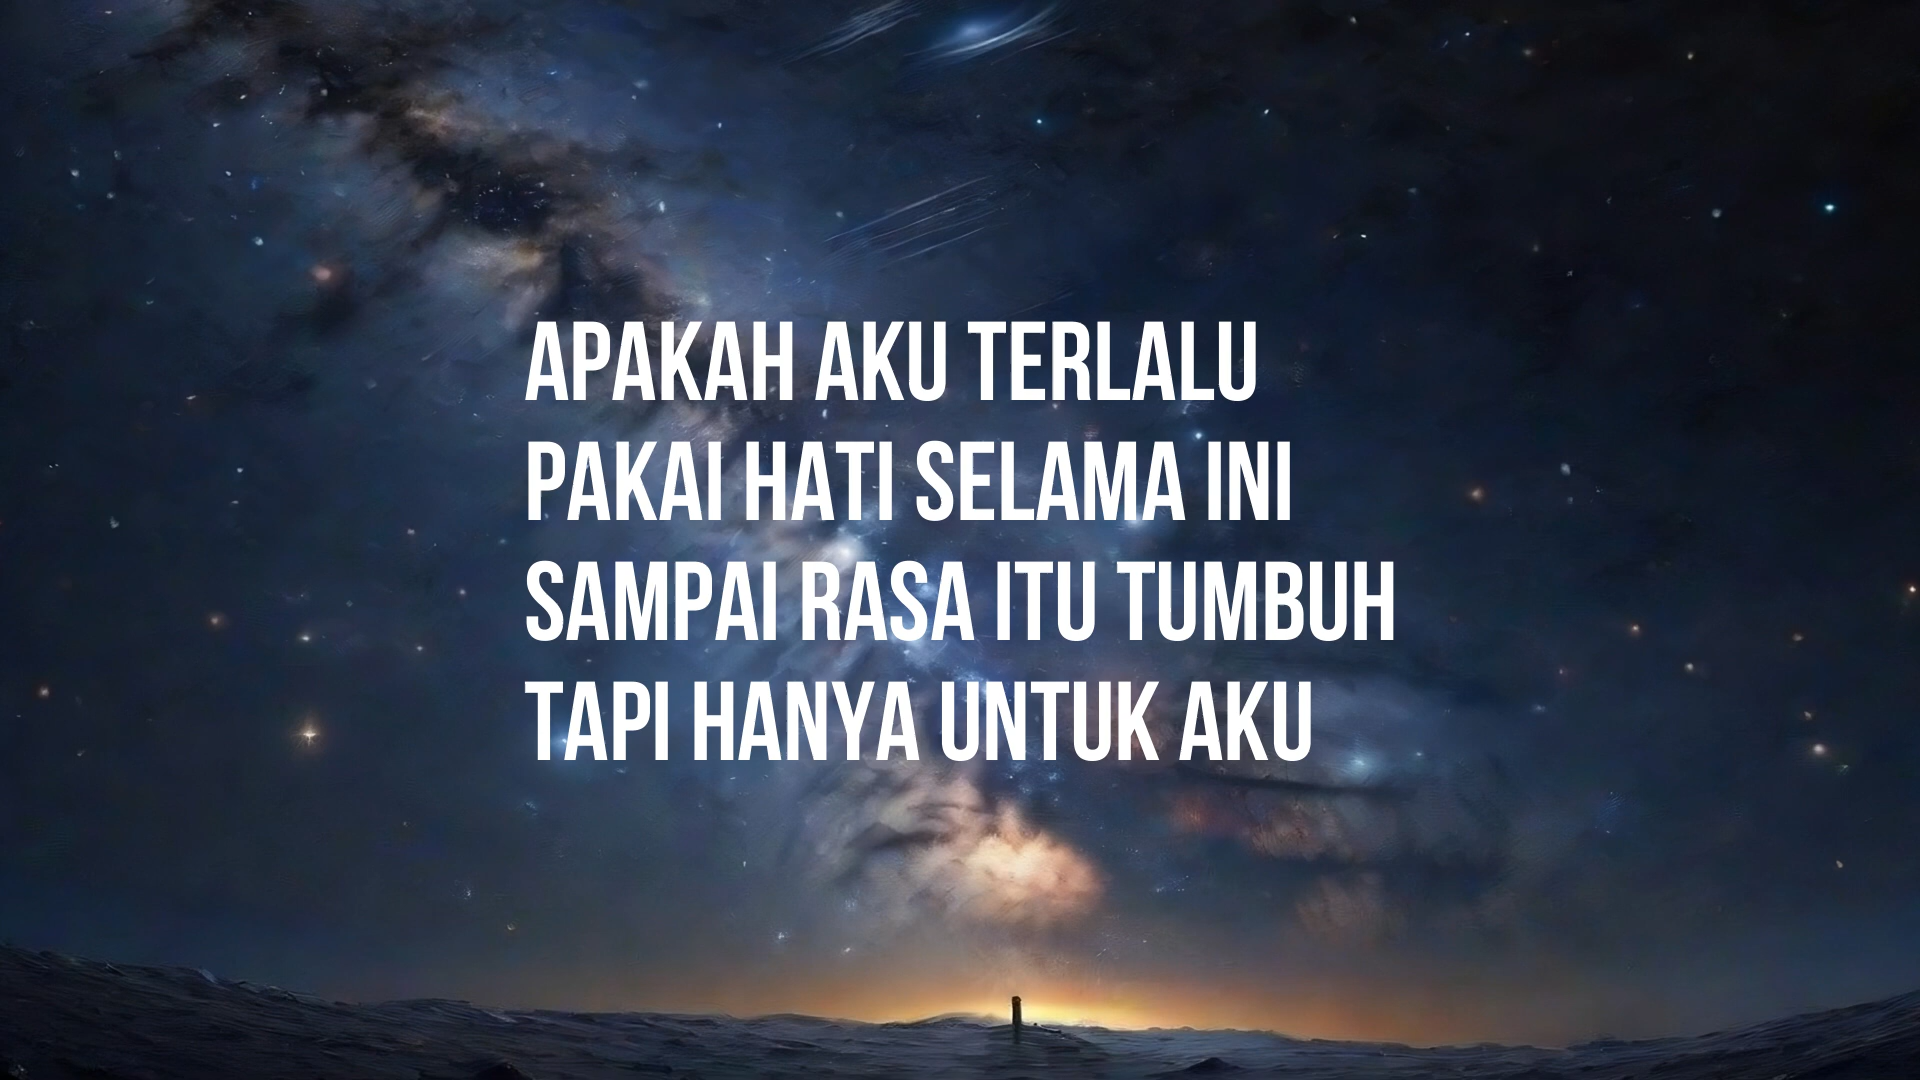 APAKAH AKU TERLALU
PAKAI HATI SELAMA INI
SAMPAI RASA ITU TUMBUH
TAPI HANYA UNTUK AKU